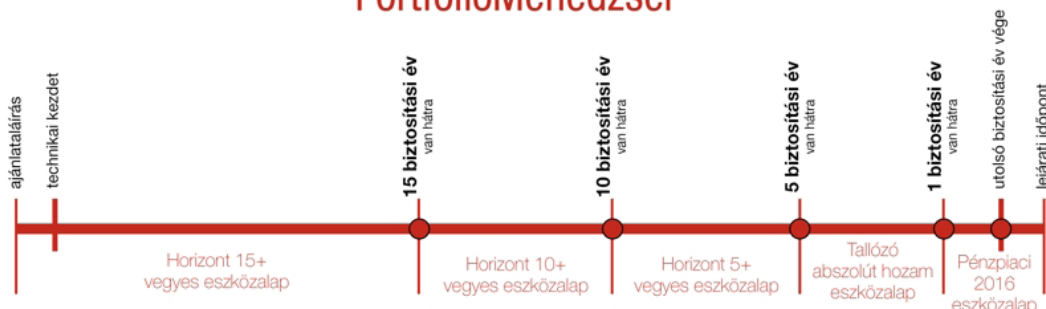 PortfólióMenedzser
ajánlataláírás
technikai kezdet
15 biztosítási év
van hátra
10 biztosítási év
van hátra
5 biztosítási év
van hátra
1 biztosítási év
van hátra
utolsó biztosítási év vége
lejárati időpont
Horizont 15+
vegyes eszközalap
Horizont 10+
vegyes eszközalap
Horizont 5+
vegyes eszközalap
Tallózó
abszolút hozam
eszközalap
Pénzpiaci
2016
eszközalap